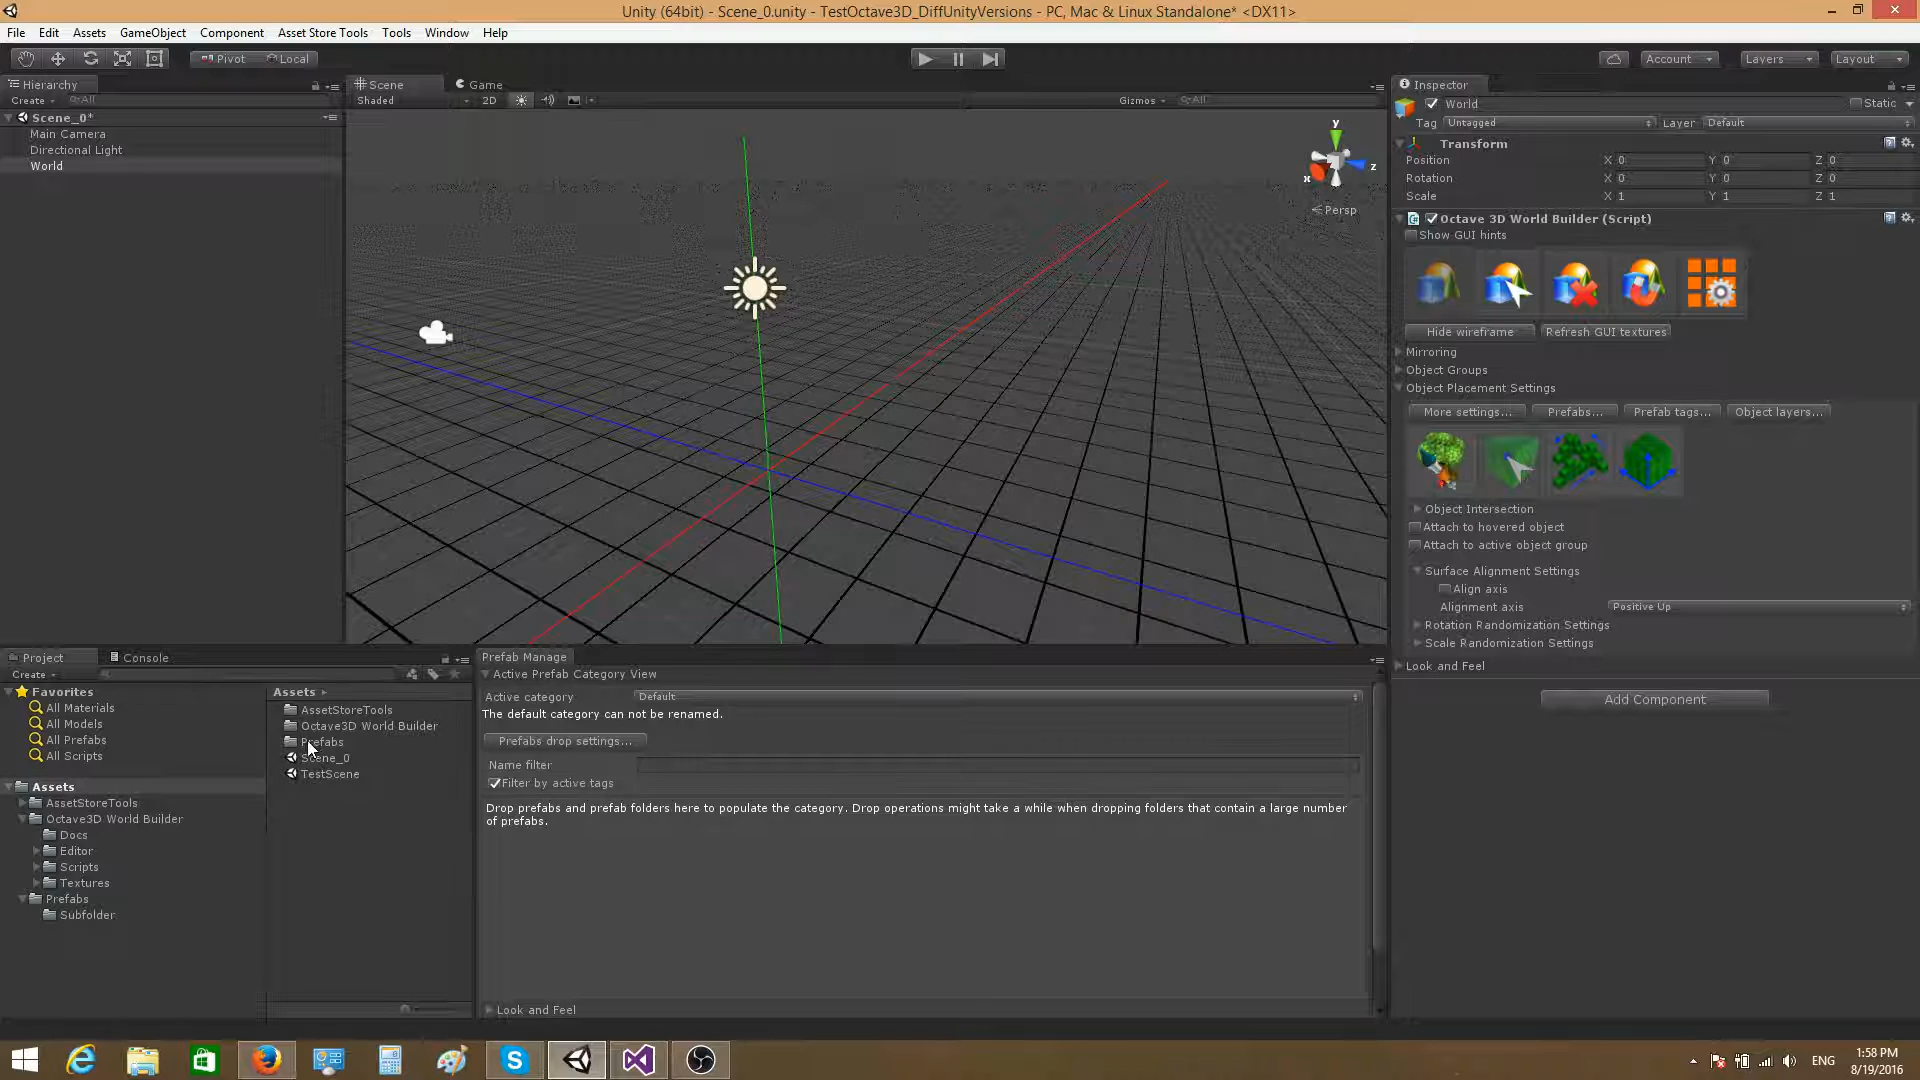 Unity (64bit) - Scene_0.unity - TestOctave3D_DiffUnityVersions - PC, Mac & Linux Standalone* <DX11>
File Edit Assets GameObject Component Asset Store Tools Tools Window Help
Pivot Local
Account Layers Layout
Hierarchy
Create All
Scene_0*
Main Camera
Directional Light
World
Scene Game
Shaded 2D Gizmos All
y
z
x
Persp
Inspector
World Static
Tag Untagged Layer Default
Transform
Position X 0 Y 0 Z 0
Rotation X 0 Y 0 Z 0
Scale X 1 Y 1 Z 1
Octave 3D World Builder (Script)
Show GUI hints
Hide wireframe Refresh GUI textures
Mirroring
Object Groups
Object Placement Settings
More settings... Prefabs... Prefab tags... Object layers...
Object Intersection
Attach to hovered object
Attach to active object group
Surface Alignment Settings
Align axis
Alignment axis Positive Up
Rotation Randomization Settings
Scale Randomization Settings
Look and Feel
Add Component
Project Console
Create
Favorites
All Materials
All Models
All Prefabs
All Scripts
Assets
AssetStoreTools
Octave3D World Builder
Docs
Editor
Scripts
Textures
Prefabs
Subfolder
Assets
AssetStoreTools
Octave3D World Builder
Prefabs
Scene_0
TestScene
Prefab Manage
Active Prefab Category View
Active category Default
The default category can not be renamed.
Prefabs drop settings...
Name filter
Filter by active tags
Drop prefabs and prefab folders here to populate the category. Drop operations might take a while when dropping folders that contain a large number
of prefabs.
Look and Feel
ENG
1:58 PM
8/19/2016